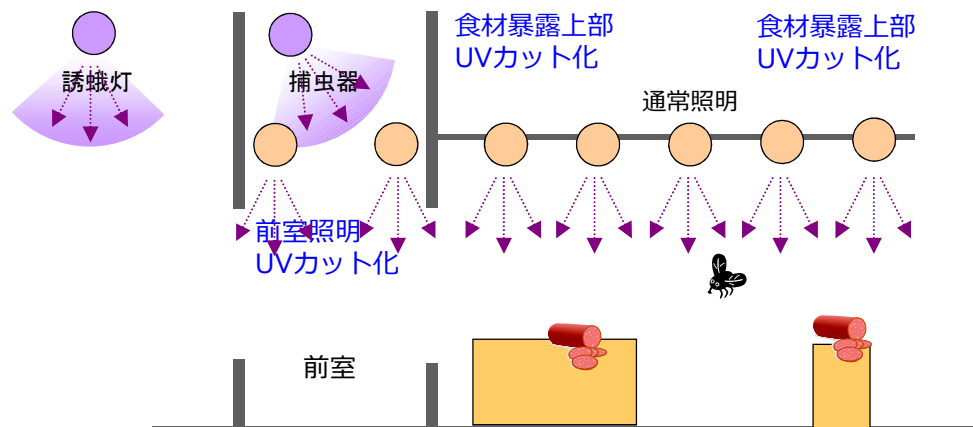 食材暴露上部
UVカット化
食材暴露上部
UVカット化
誘蛾灯
捕虫器
通常照明
前室照明
UVカット化
前室